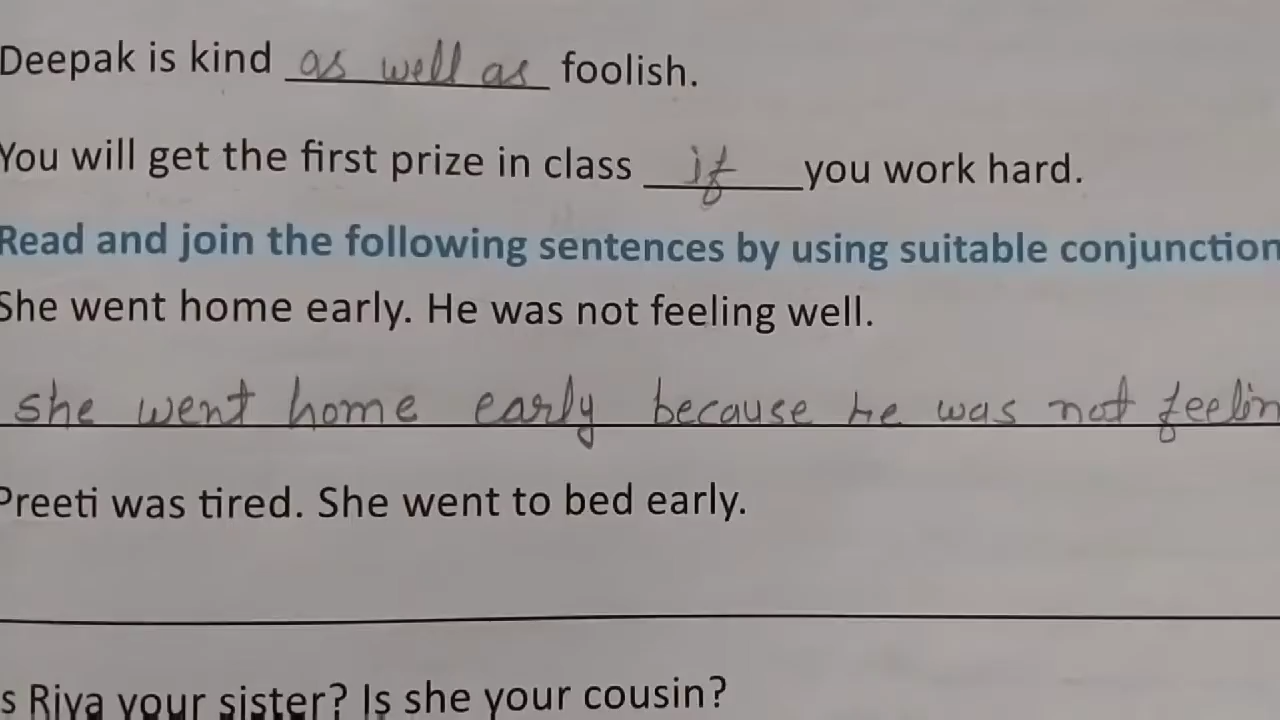 Deepak is kind as well as foolish.
You will get the first prize in class if you work hard.
Read and join the following sentences by using suitable conjunction
She went home early. He was not feeling well.
she went home early because he was not feelin
Preeti was tired. She went to bed early.
s Riya your sister? Is she your cousin?